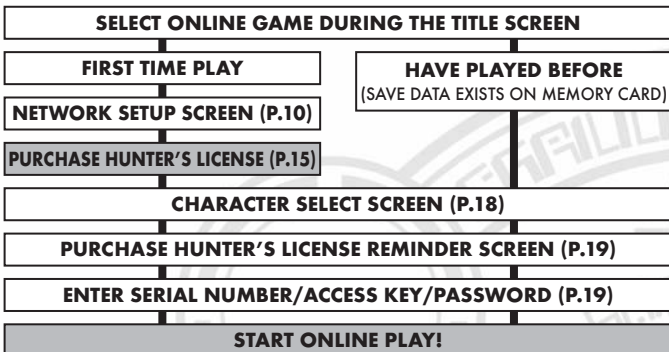 SELECT ONLINE GAME DURING THE TITLE SCREEN
FIRST TIME PLAY
NETWORK SETUP SCREEN (P.10)
PURCHASE HUNTER'S LICENSE (P.15)
HAVE PLAYED BEFORE
(SAVE DATA EXISTS ON MEMORY CARD)
CHARACTER SELECT SCREEN (P.18)
PURCHASE HUNTER'S LICENSE REMINDER SCREEN (P.19)
ENTER SERIAL NUMBER/ACCESS KEY/PASSWORD (P.19)
START ONLINE PLAY!